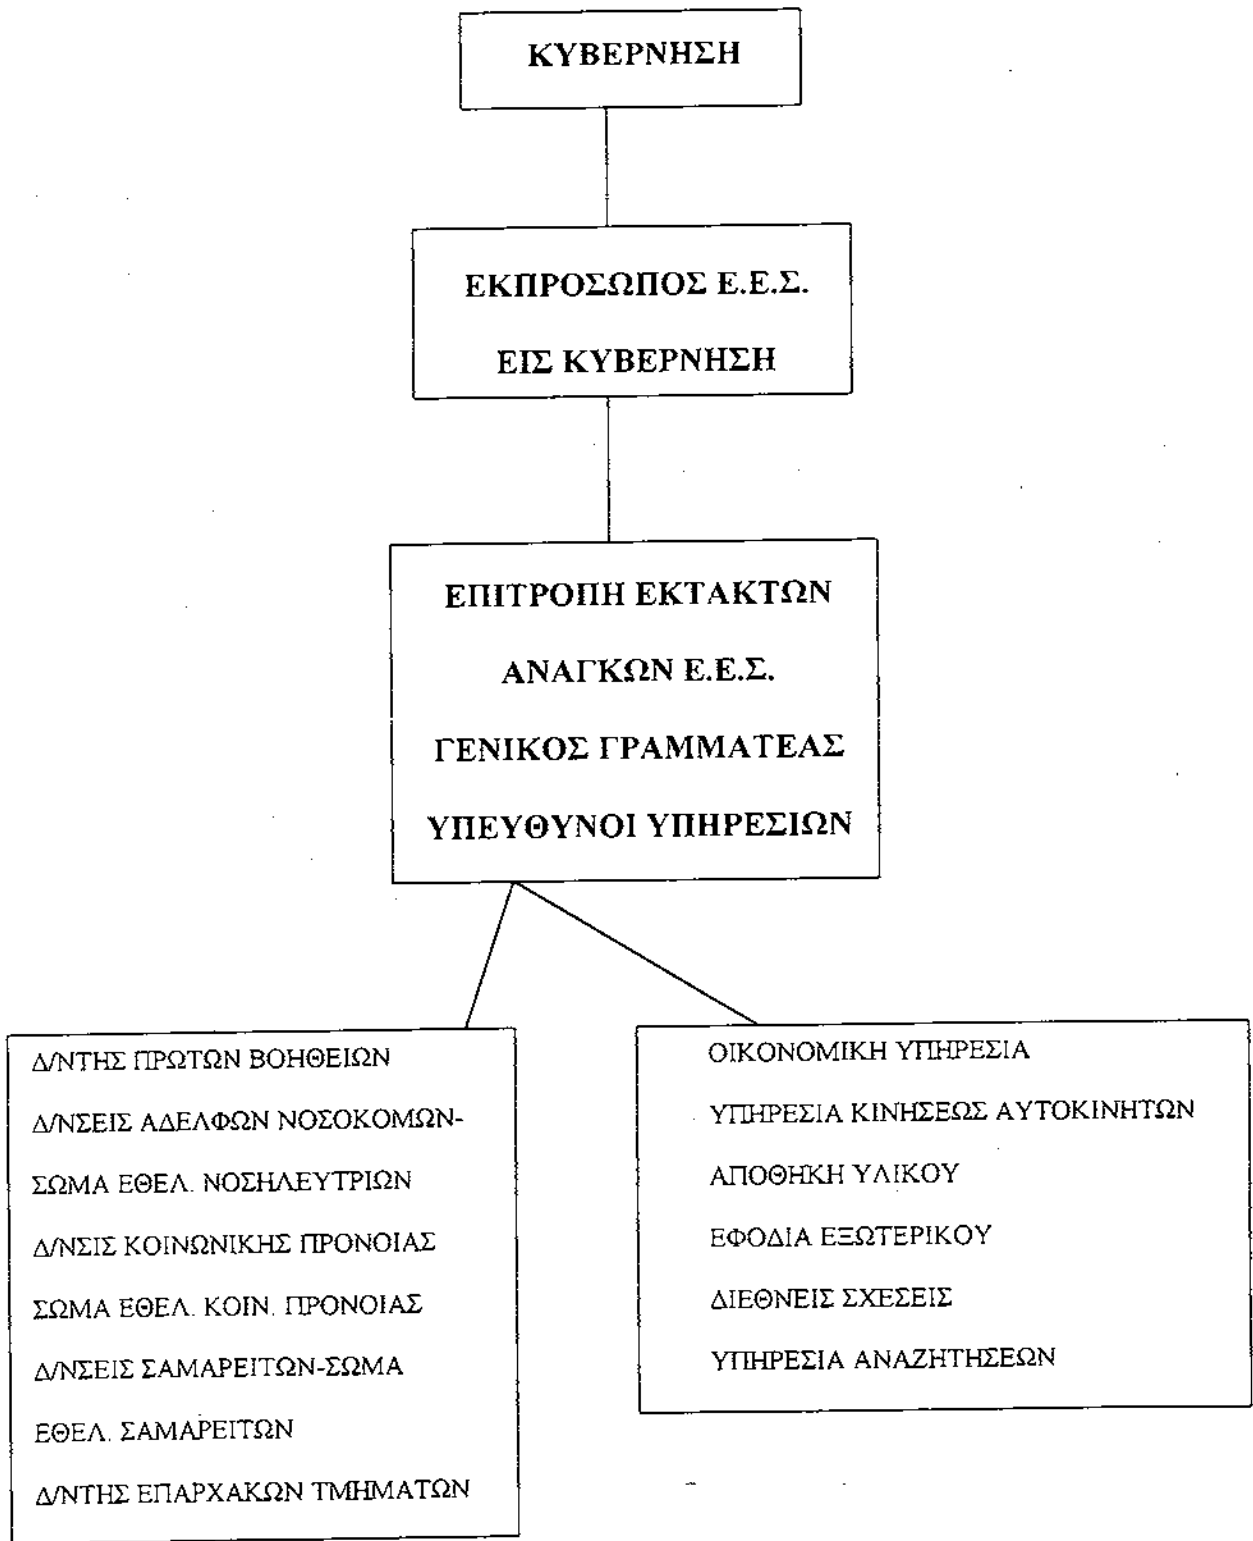 ΚΥΒΕΡΝΗΣΗ
ΕΚΠΡΟΣΩΠΟΣ Ε.Ε.Σ.
ΕΙΣ ΚΥΒΕΡΝΗΣΗ
ΕΠΙΤΡΟΠΗ ΕΚΤΑΚΤΩΝ
ΑΝΑΓΚΩΝ Ε.Ε.Σ.
ΓΕΝΙΚΟΣ ΓΡΑΜΜΑΤΕΑΣ
ΥΠΕΥΘΥΝΟΙ ΥΠΗΡΕΣΙΩΝ
Δ/ΝΤΗΣ ΠΡΩΤΩΝ ΒΟΗΘΕΙΩΝ
Δ/ΝΣΕΙΣ ΑΔΕΛΦΩΝ ΝΟΣΟΚΟΜΩΝ-
ΣΩΜΑ ΕΘΕΛ. ΝΟΣΗΛΕΥΤΡΙΩΝ
Δ/ΝΣΙΣ ΚΟΙΝΩΝΙΚΗΣ ΠΡΟΝΟΙΑΣ
ΣΩΜΑ ΕΘΕΛ. ΚΟΙΝ. ΠΡΟΝΟΙΑΣ
Δ/ΝΣΕΙΣ ΣΑΜΑΡΕΙΤΩΝ-ΣΩΜΑ
ΕΘΕΛ. ΣΑΜΑΡΕΙΤΩΝ
Δ/ΝΤΗΣ ΕΠΑΡΧΑΚΩΝ ΤΜΗΜΑΤΩΝ
ΟΙΚΟΝΟΜΙΚΗ ΥΠΗΡΕΣΙΑ
ΥΠΗΡΕΣΙΑ ΚΙΝΗΣΕΩΣ ΑΥΤΟΚΙΝΗΤΩΝ
ΑΠΟΘΗΚΗ ΥΛΙΚΟΥ
ΕΦΟΔΙΑ ΕΞΩΤΕΡΙΚΟΥ
ΔΙΕΘΝΕΙΣ ΣΧΕΣΕΙΣ
ΥΠΗΡΕΣΙΑ ΑΝΑΖΗΤΗΣΕΩΝ